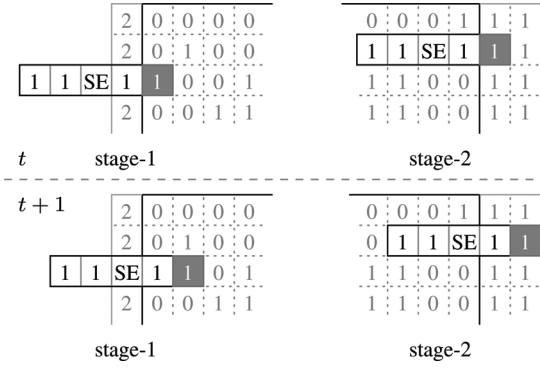 2 0 0 0 0
2 0 1 0 0
1 1 SE 1 1 0 0 1
2 0 0 1 1
t stage-1
0 0 0 1 1 1
1 1 SE 1 1 1
1 1 0 0 1 1
1 1 0 0 1 1
stage-2
t + 1
2 0 0 0 0
2 0 1 0 0
1 1 SE 1 1 0 1
2 0 0 1 1
stage-1
0 0 0 1 1 1
0 1 1 SE 1 1
1 1 0 0 1 1
1 1 0 0 1 1
stage-2